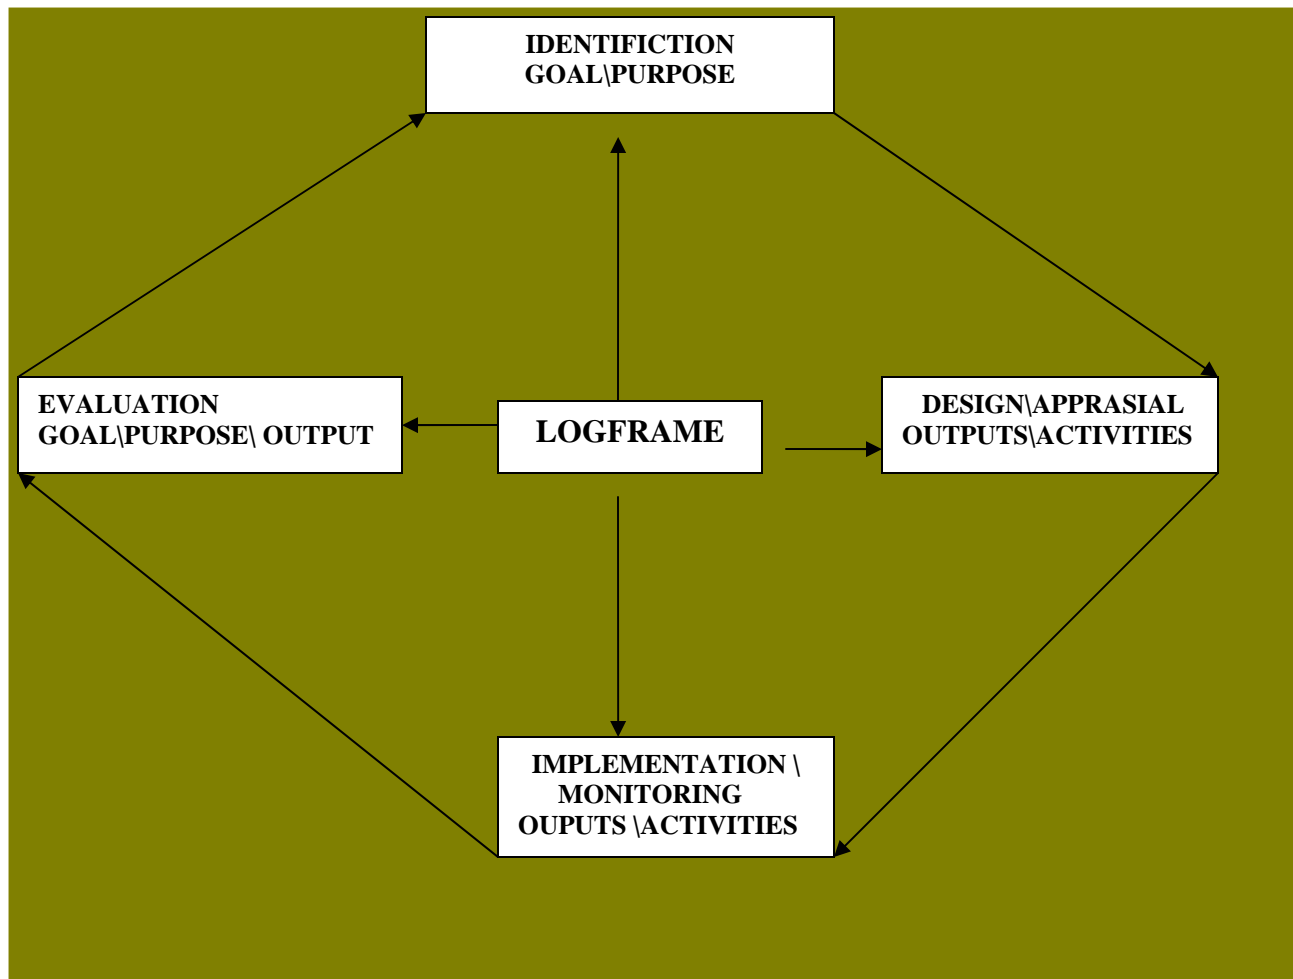 IDENTIFICTION
GOAL\PURPOSE
EVALUATION
GOAL\PURPOSE\ OUTPUT
LOGFRAME
DESIGN\APPRASIAL
OUTPUTS\ACTIVITIES
IMPLEMENTATION \
MONITORING
OUPUTS \ACTIVITIES